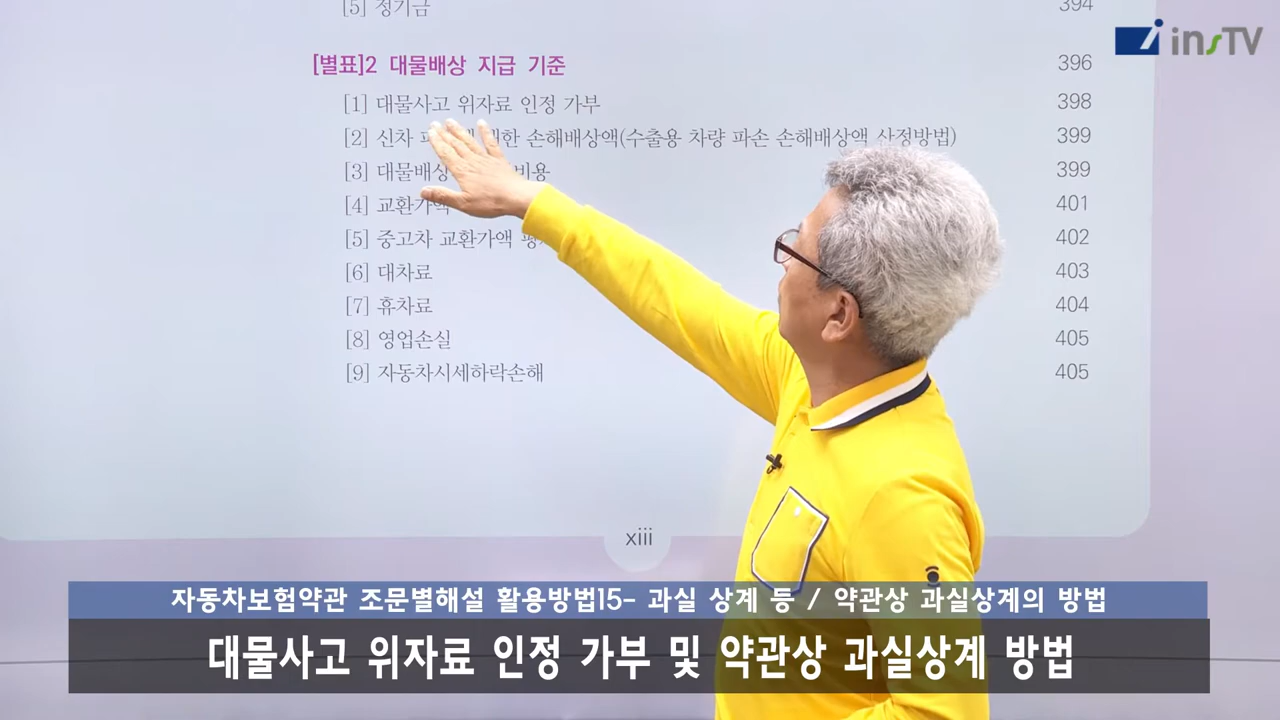 [5] 정기금
394
insTV
[별표]2 대물배상 지급 기준 396
[1] 대물사고 위자료 인정 가부 398
[2] 신차 한 손해배상액(수출용 차량 파손 손해배상액 산정방법) 399
[3] 대물배상 비용 399
[4] 교환가액 401
[5] 중고차 교환가액 402
[6] 대차료 403
[7] 휴차료 404
[8] 영업손실 405
[9] 자동차시세하락손해 405
xiii
자동차보험약관 조문별해설 활용방법15- 과실 상계 등 / 약관상 과실상계의 방법
대물사고 위자료 인정 가부 및 약관상 과실상계 방법